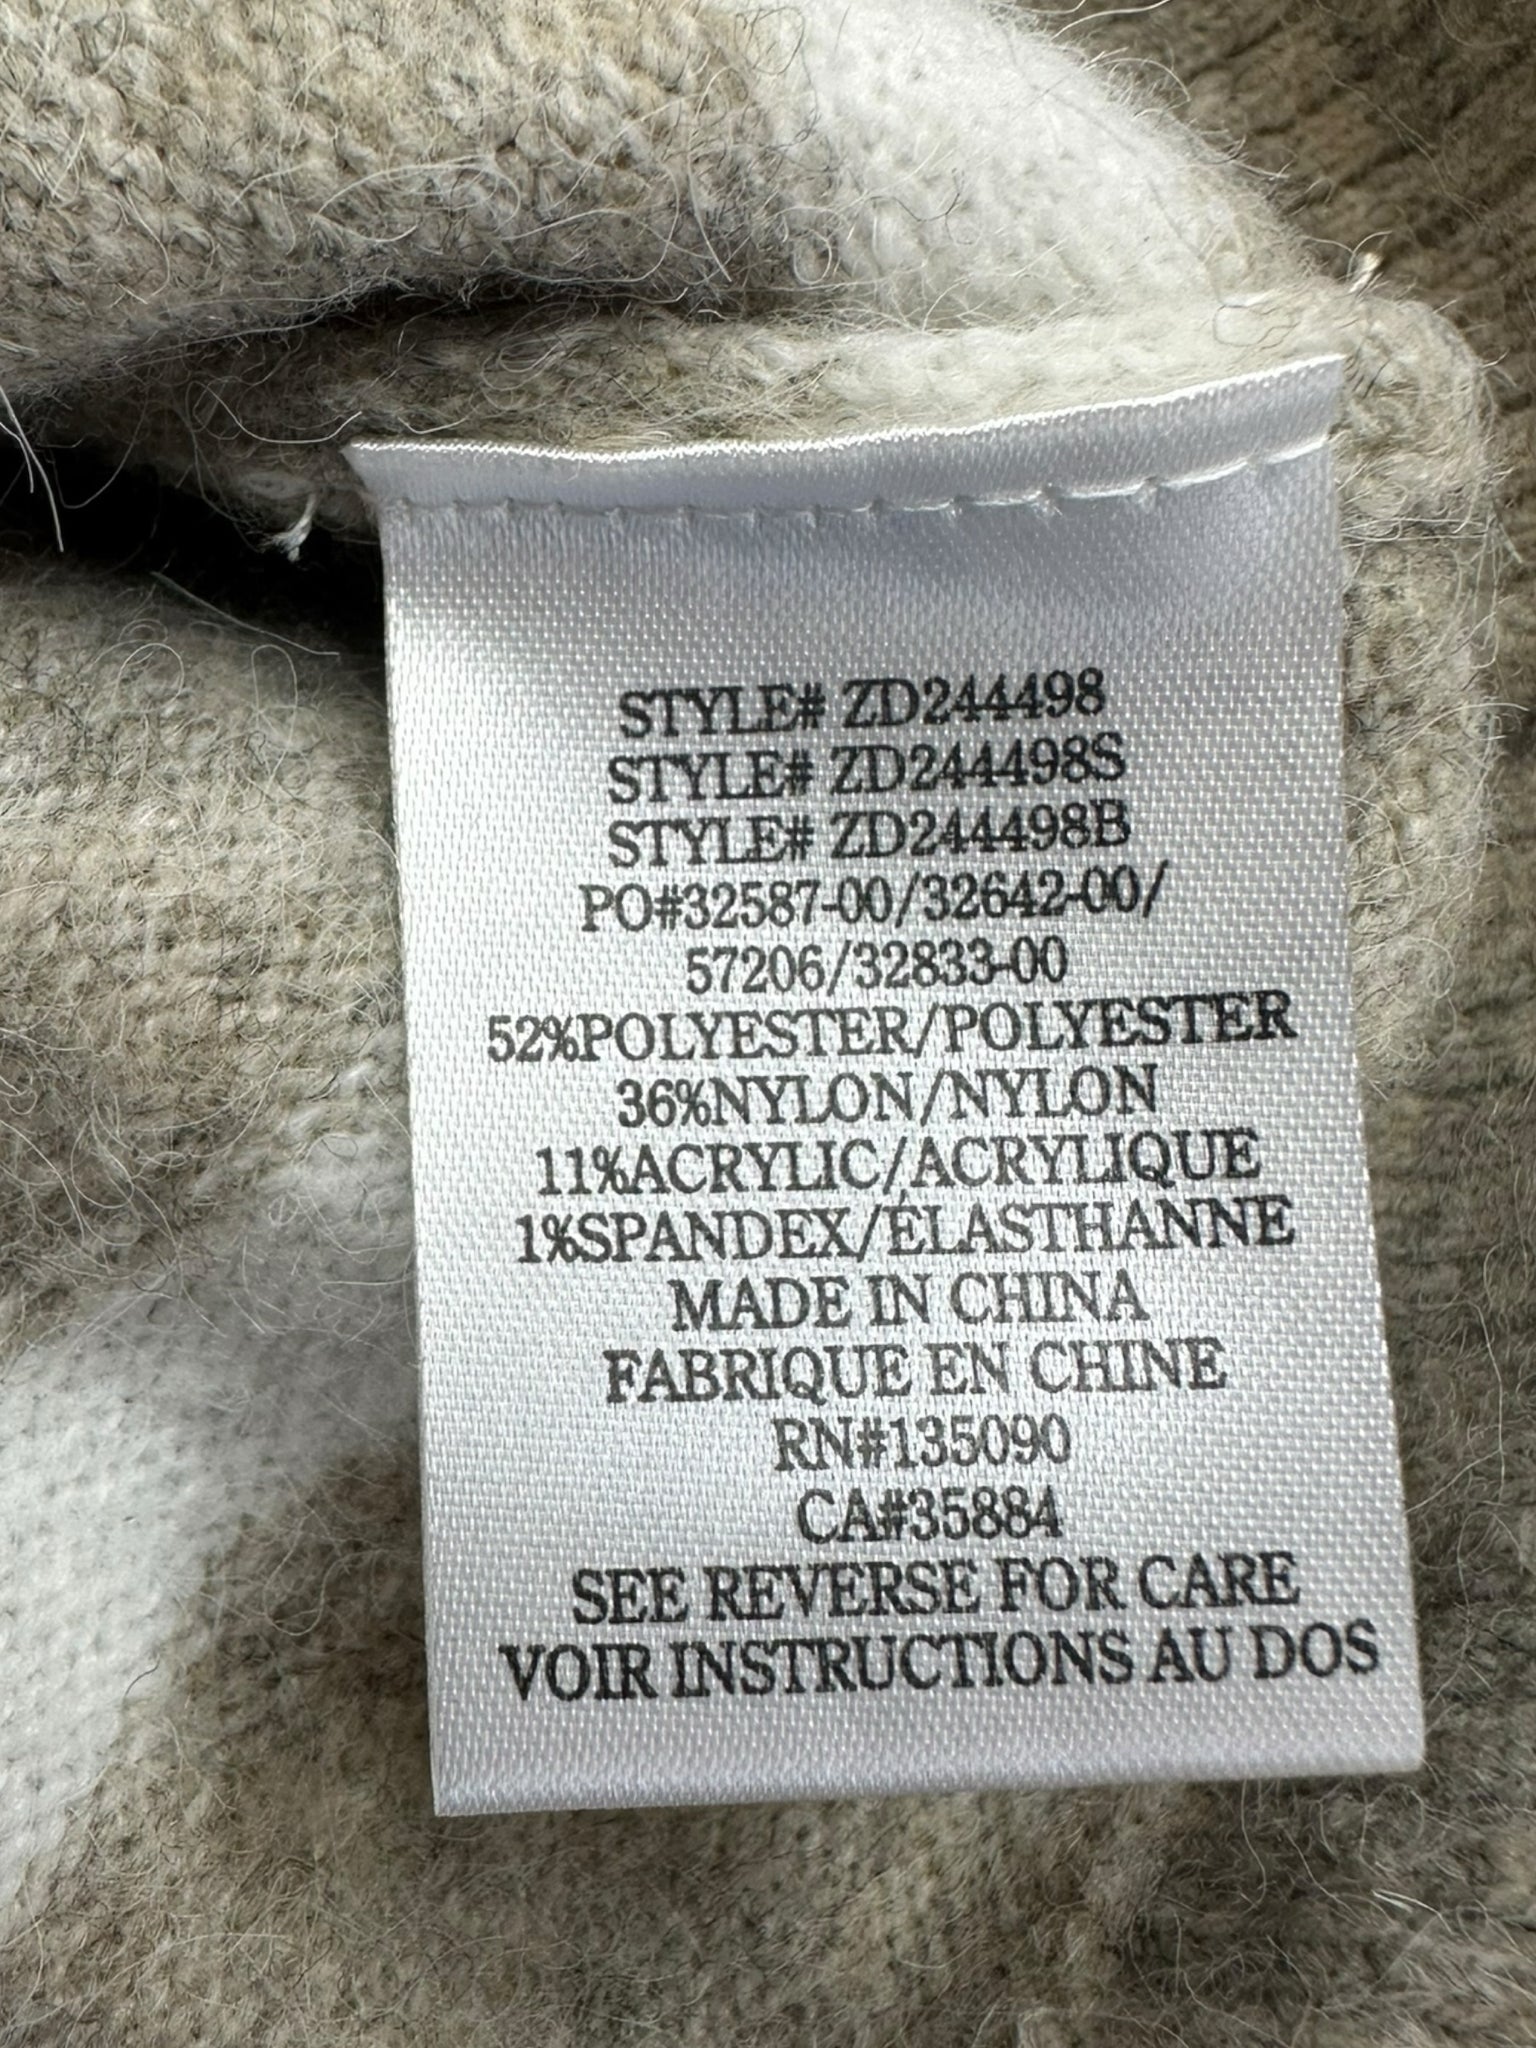 STYLE# ZD244498
STYLE# ZD244498S
STYLE# ZD244498B
PO#32587-00/32642-00/
57206/32833-00
52%POLYESTER/POLYESTER
36%NYLON/NYLON
11%ACRYLIC/ACRYLIQUE
1%SPANDEX/ÉLASTHANNE
MADE IN CHINA
FABRIQUE EN CHINE
RN#135090
CA#35884
SEE REVERSE FOR CARE
VOIR INSTRUCTIONS AU DOS